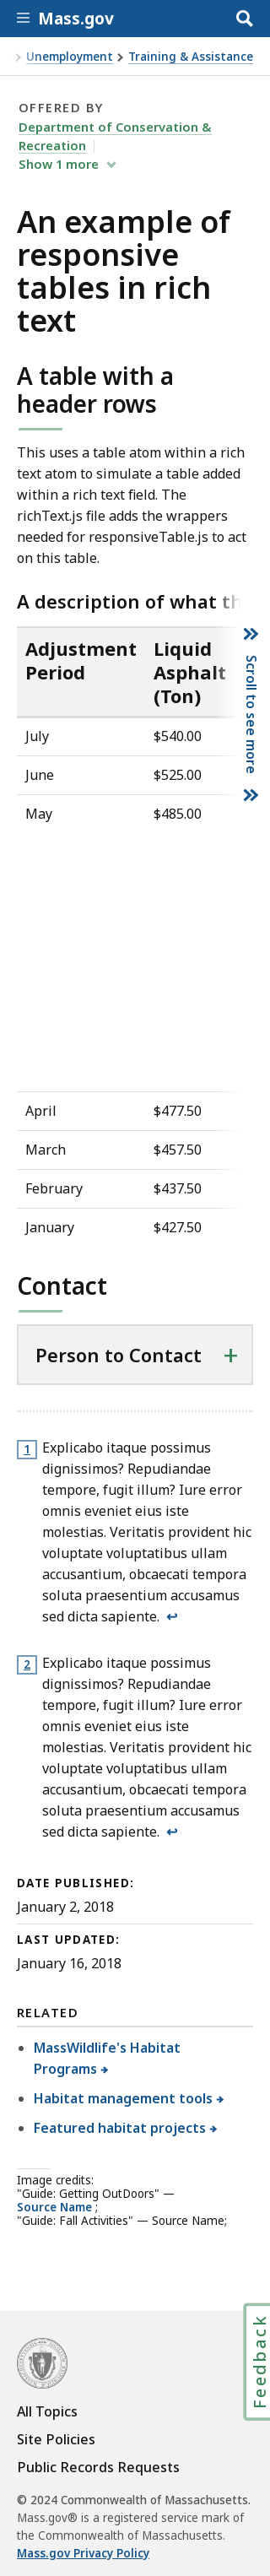 Mass.gov
Unemployment > Training & Assistance
OFFERED BY
Department of Conservation &
Recreation
Show 1 more
An example of
responsive
tables in rich
text
A table with a
header rows
This uses a table atom within a rich
text atom to simulate a table added
within a rich text field. The
richText.js file adds the wrappers
needed for responsiveTable.js to act
on this table.
A description of what th
Adjustment Period Liquid Asphalt (Ton)
July $540.00
June $525.00
May $485.00
April $477.50
March $457.50
February $437.50
January $427.50
Scroll to see more
Contact
Person to Contact +
1 Explicabo itaque possimus
dignissimos? Repudiandae
tempore, fugit illum? Iure error
omnis eveniet eius iste
molestias. Veritatis provident hic
voluptate voluptatibus ullam
accusantium, obcaecati tempora
soluta praesentium accusamus
sed dicta sapiente. ↩
2 Explicabo itaque possimus
dignissimos? Repudiandae
tempore, fugit illum? Iure error
omnis eveniet eius iste
molestias. Veritatis provident hic
voluptate voluptatibus ullam
accusantium, obcaecati tempora
soluta praesentium accusamus
sed dicta sapiente. ↩
DATE PUBLISHED:
January 2, 2018
LAST UPDATED:
January 16, 2018
RELATED
MassWildlife's Habitat
Programs
Habitat management tools
Featured habitat projects
Image credits:
"Guide: Getting OutDoors" —
Source Name ;
"Guide: Fall Activities" — Source Name;
Feedback
All Topics
Site Policies
Public Records Requests
© 2024 Commonwealth of Massachusetts.
Mass.gov® is a registered service mark of
the Commonwealth of Massachusetts.
Mass.gov Privacy Policy